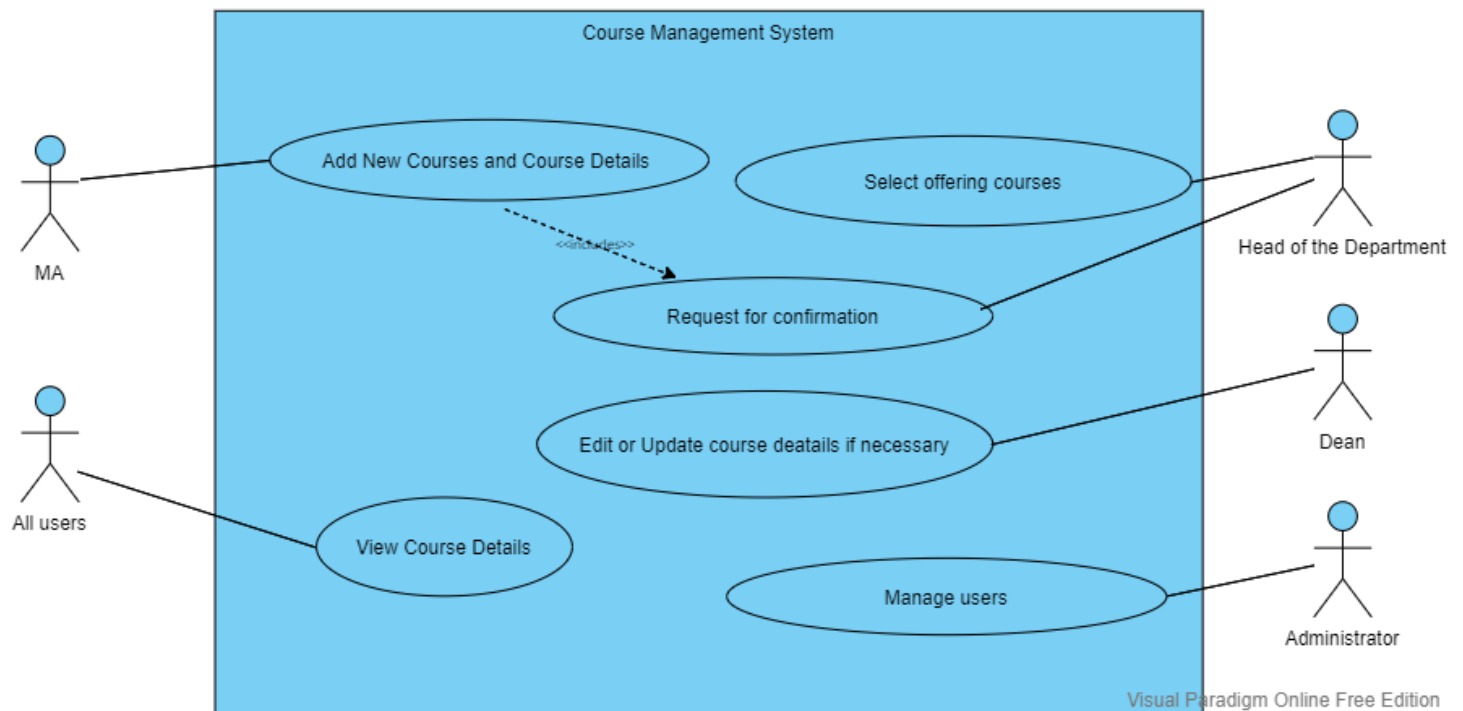 Course Management System
Add New Courses and Course Details
Select offering courses
<<includes>>
Head of the Department
MA
Request for confirmation
Edit or Update course deatails if necessary
Dean
All users
View Course Details
Manage users
Administrator
Visual Paradigm Online Free Edition